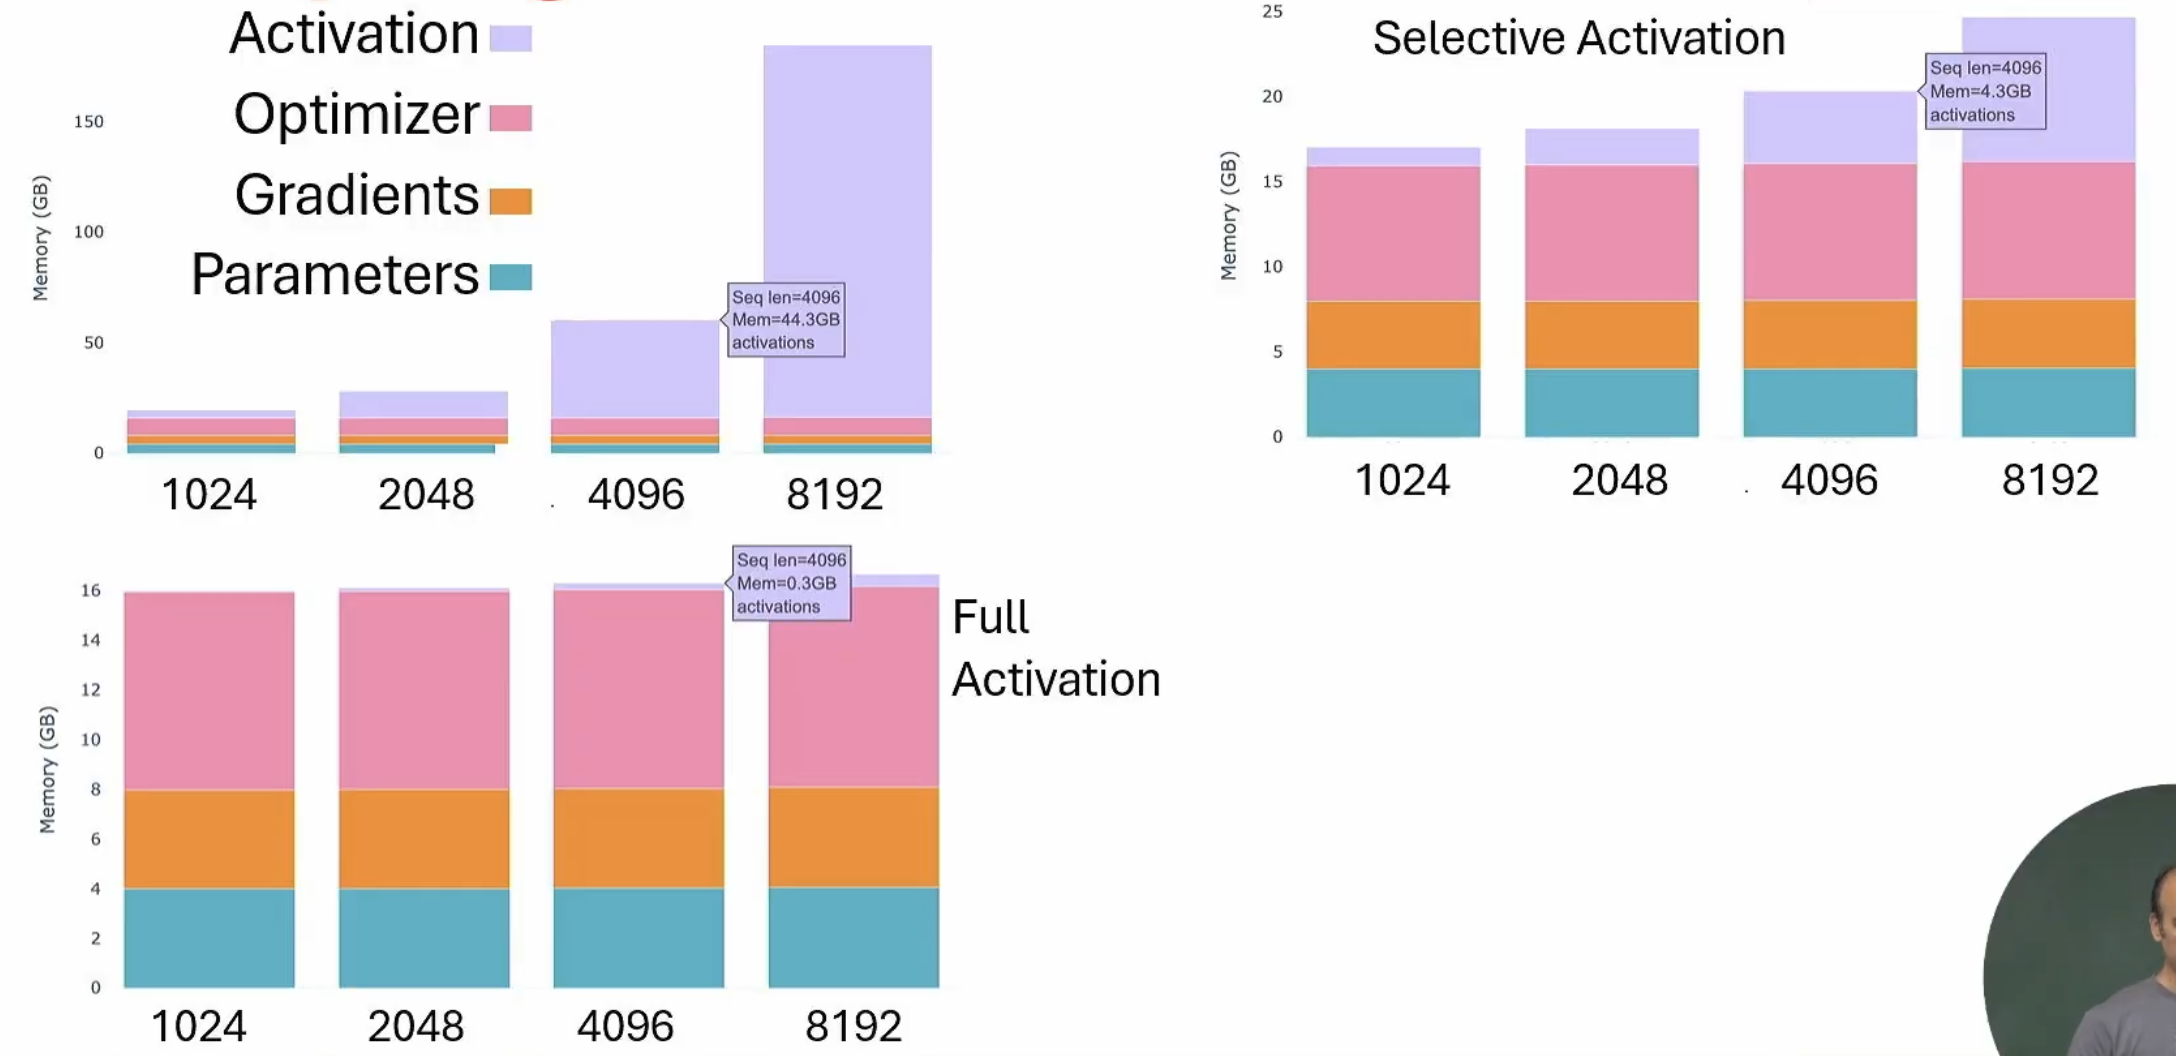 Activation
Optimizer
Gradients
Parameters
Memory (GB)
150
100
50
0
Seq len=4096
Mem=44.3GB
activations
1024 2048 4096 8192
Selective Activation
Memory (GB)
25
20
15
10
5
0
Seq len=4096
Mem=4.3GB
activations
1024 2048 4096 8192
Memory (GB)
16
14
12
10
8
6
4
2
0
Seq len=4096
Mem=0.3GB
activations
Full
Activation
1024 2048 4096 8192